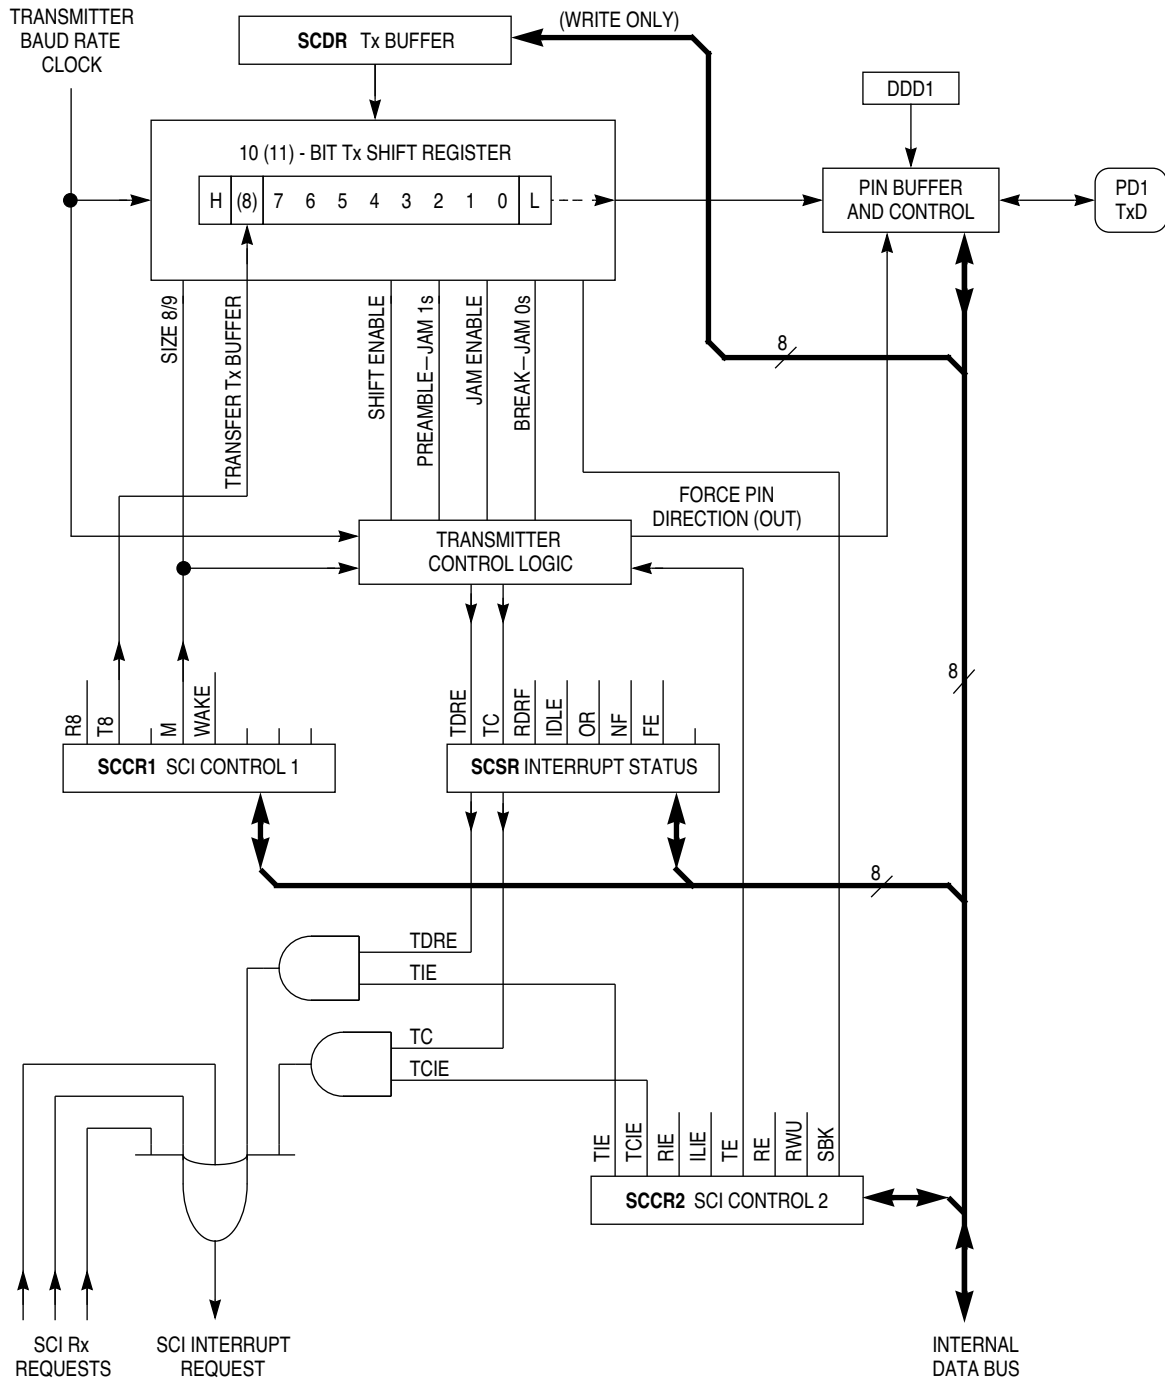 TRANSMITTER
BAUD RATE
CLOCK
SCDR Tx BUFFER
(WRITE ONLY)
DDD1
10 (11) - BIT Tx SHIFT REGISTER
H (8) 7 6 5 4 3 2 1 0 L
PIN BUFFER
AND CONTROL
PD1
TxD
SIZE 8/9
TRANSFER Tx BUFFER
SHIFT ENABLE
PREAMBLE—JAM 1s
JAM ENABLE
BREAK—JAM 0s
8
FORCE PIN
DIRECTION (OUT)
TRANSMITTER
CONTROL LOGIC
8
R8
T8
M
WAKE
TDRE
TC
RDRF
IDLE
OR
NF
FE
SCCR1 SCI CONTROL 1
SCSR INTERRUPT STATUS
8
TDRE
TIE
TC
TCIE
TIE
TCIE
RIE
ILIE
TE
RE
RWU
SBK
SCCR2 SCI CONTROL 2
SCI Rx
REQUESTS
SCI INTERRUPT
REQUEST
INTERNAL
DATA BUS